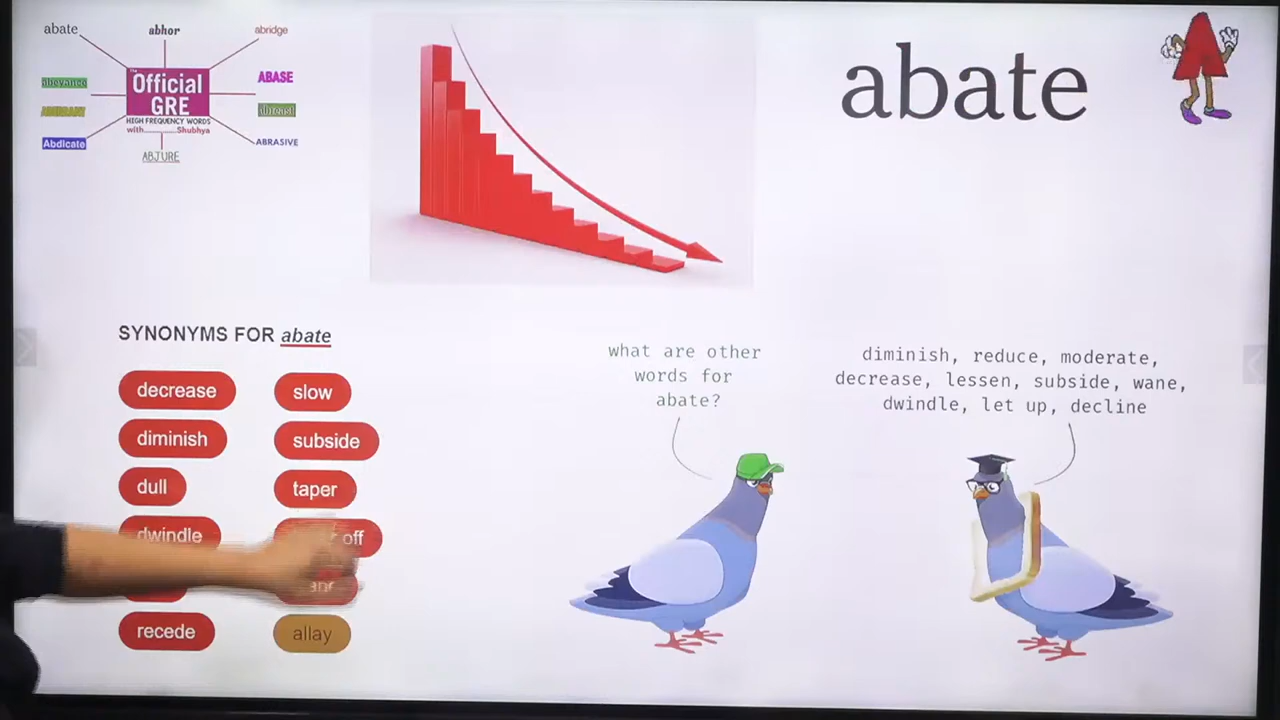 abate
abhor
abridge
abeyance
ABASE
The
Official
GRE
HIGH FREQUENCY WORDS
with Shubhya
ABERRANT
abreast
Abdicate
ABRASIVE
ABJURE
abate
SYNONYMS FOR abate
decrease
slow
diminish
subside
dull
taper
dwindle
off
recede
allay
what are other
words for
abate?
diminish, reduce, moderate,
decrease, lessen, subside, wane,
dwindle, let up, decline